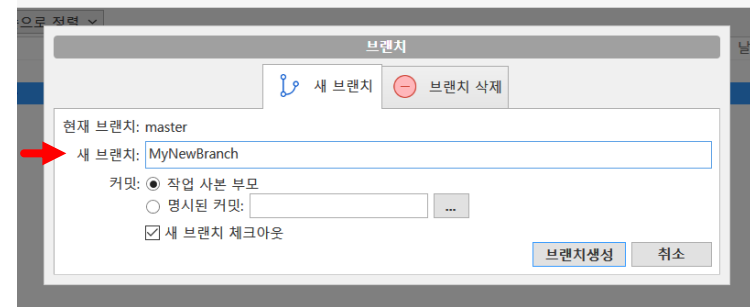 으로 정렬
브랜치
날
새 브랜치
브랜치 삭제
현재 브랜치: master
새 브랜치: MyNewBranch
커밋: 작업 사본 부모
명시된 커밋: ...
새 브랜치 체크아웃
브랜치생성 취소